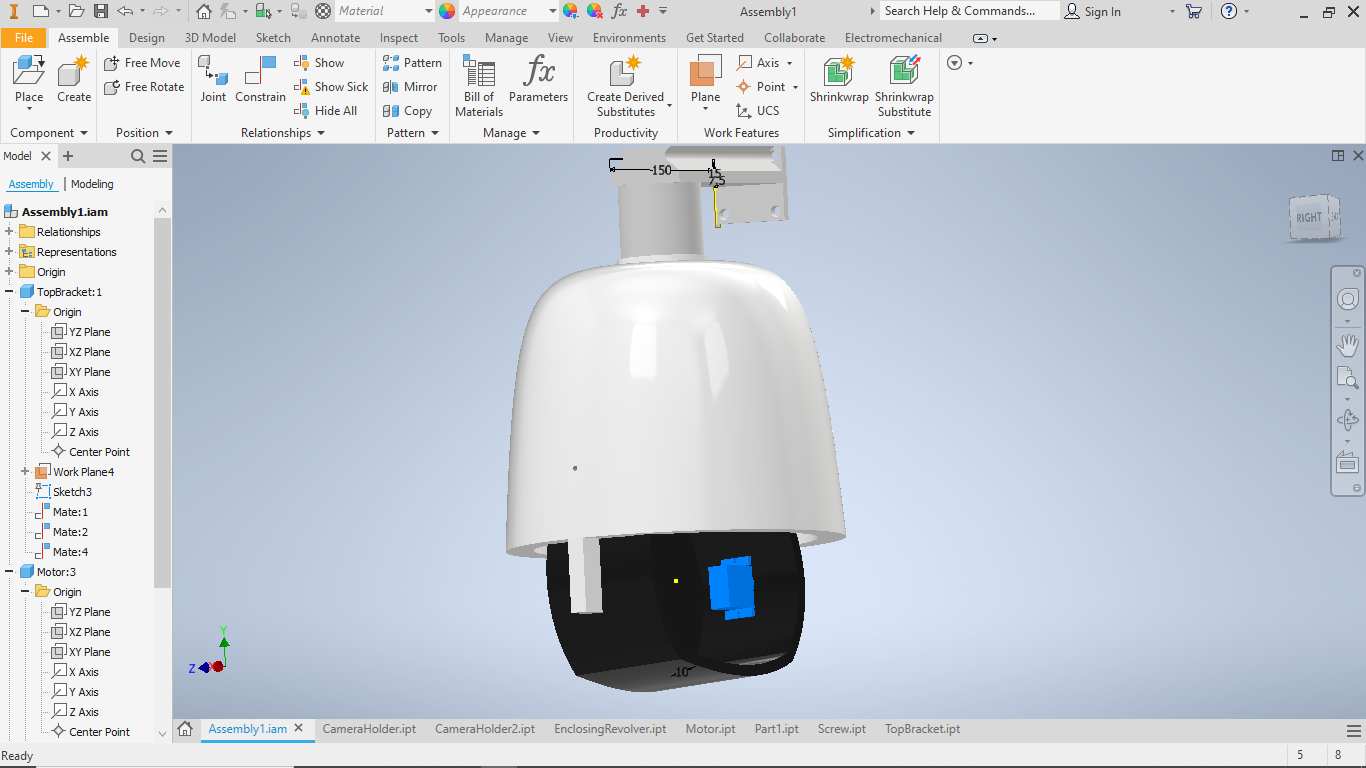 Material
Appearance
fx
Assembly1
Search Help & Commands...
Sign In
?
File
Assemble
Design
3D Model
Sketch
Annotate
Inspect
Tools
Manage
View
Environments
Get Started
Collaborate
Electromechanical
Place
Create
Free Move
Free Rotate
Joint
Constrain
Show
Show Sick
Hide All
Pattern
Mirror
Copy
Bill of
Materials
fx
Parameters
Create Derived
Substitutes
Plane
Axis
Point
UCS
Shrinkwrap
Shrinkwrap
Substitute
Component
Position
Relationships
Pattern
Manage
Productivity
Work Features
Simplification
Model
Assembly
Modeling
Assembly1.iam
Relationships
Representations
Origin
TopBracket:1
Origin
YZ Plane
XZ Plane
XY Plane
X Axis
Y Axis
Z Axis
Center Point
Work Plane4
Sketch3
Mate:1
Mate:2
Mate:4
Motor:3
Origin
YZ Plane
XZ Plane
XY Plane
X Axis
Y Axis
Z Axis
Center Point
150
15
7,5
RIGHT
10
Y
Z
Assembly1.iam
CameraHolder.ipt
CameraHolder2.ipt
EnclosingRevolver.ipt
Motor.ipt
Part1.ipt
Screw.ipt
TopBracket.ipt
Ready
5
8